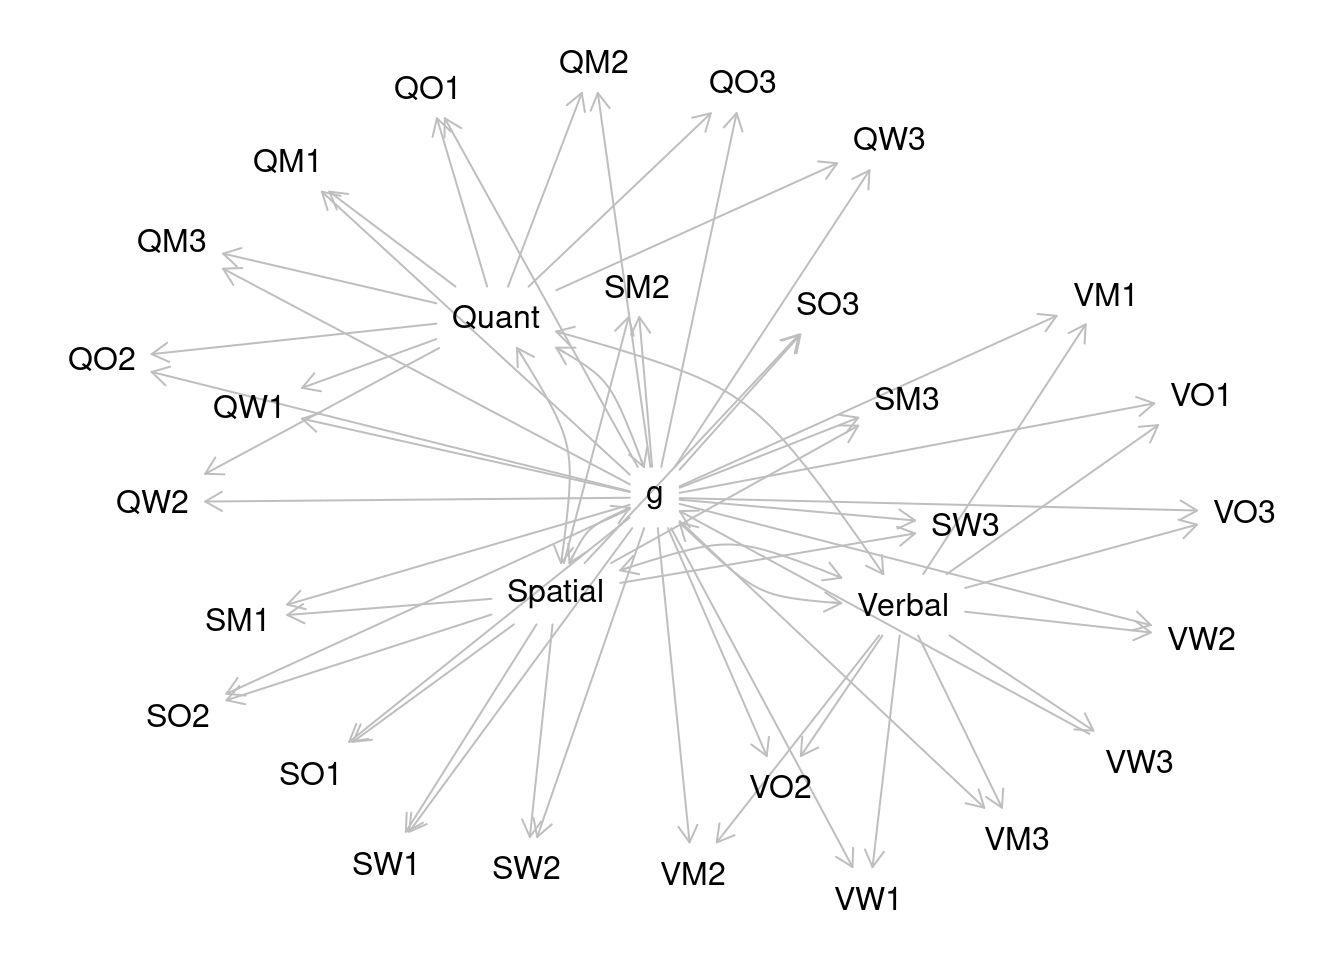 QM2
QO3
QO1
QW3
QM1
QM3
SM2
VM1
SO3
Quant
QO2
VO1
SM3
QW1
g
QW2
VO3
SW3
Spatial
Verbal
SM1
VW2
SO2
VW3
SO1
VO2
VM3
SW1
SW2
VM2
VW1